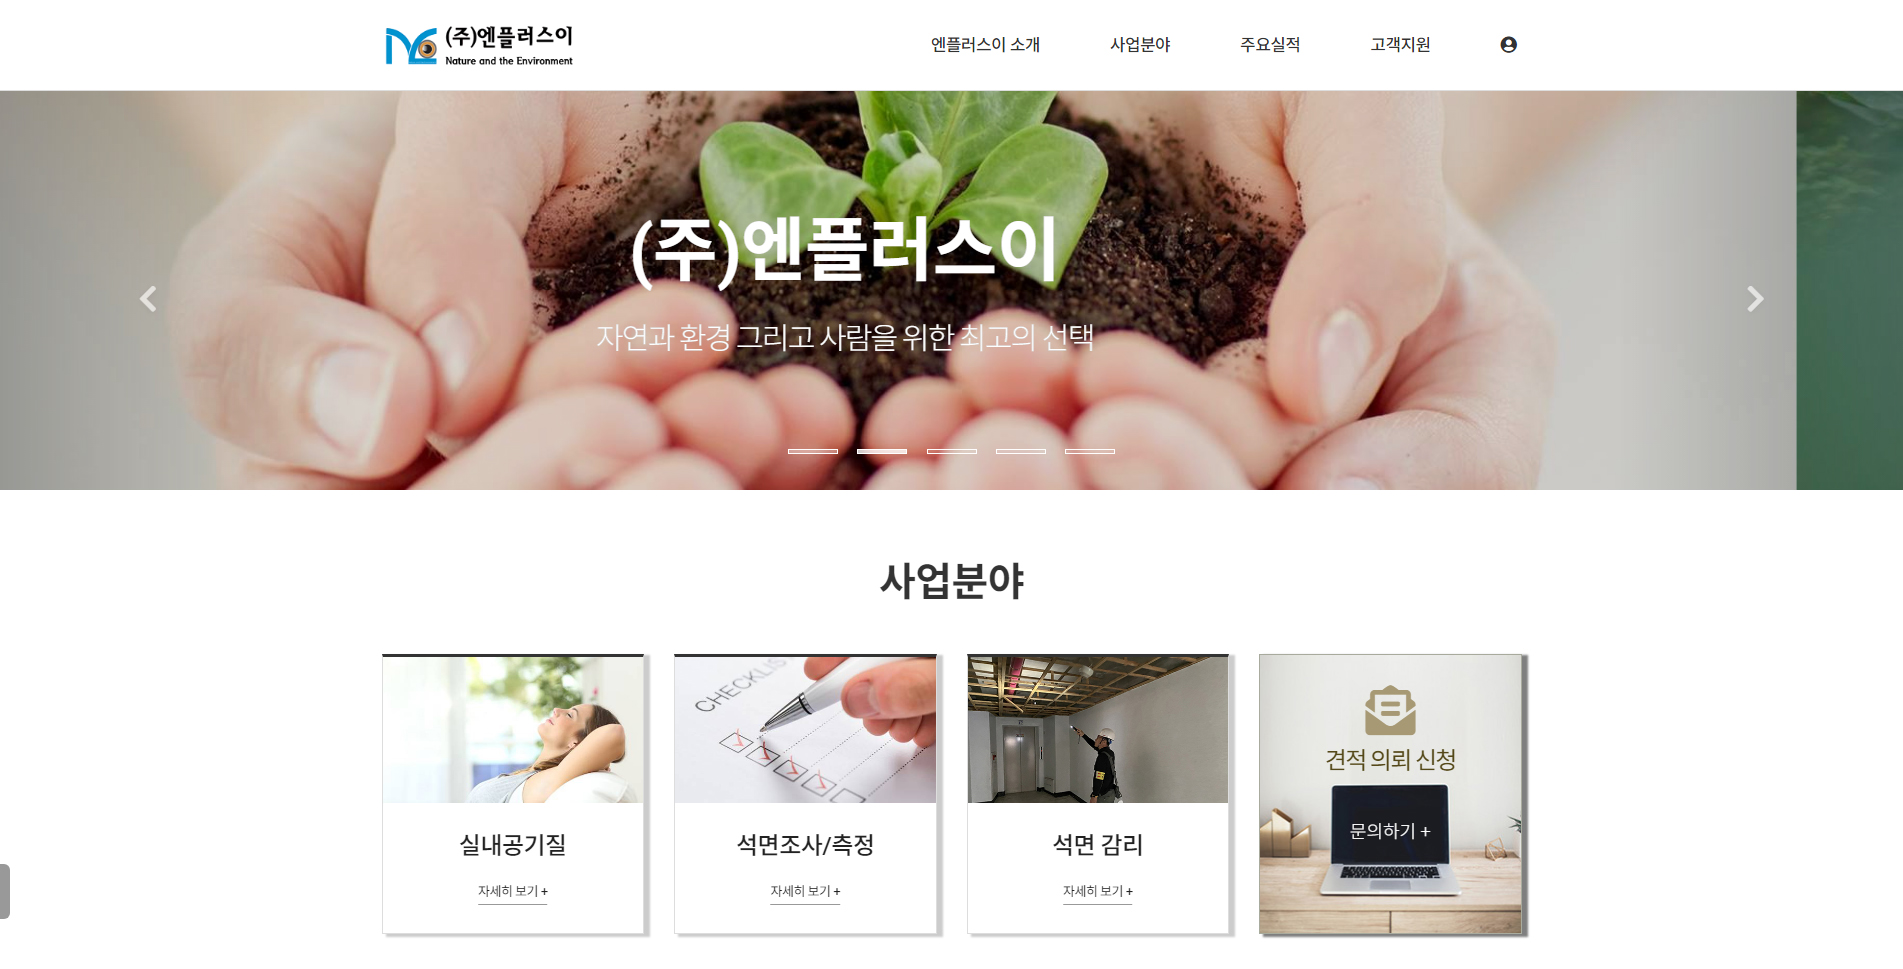 (주)엔플러스이
Nature and the Environment
엔플러스이 소개
사업분야
주요실적
고객지원
(주)엔플러스이
자연과 환경 그리고 사람을 위한 최고의 선택
사업분야
CHECKLIS
실내공기질
자세히 보기 +
석면조사/측정
자세히 보기 +
석면 감리
자세히 보기 +
견적 의뢰 신청
문의하기 +